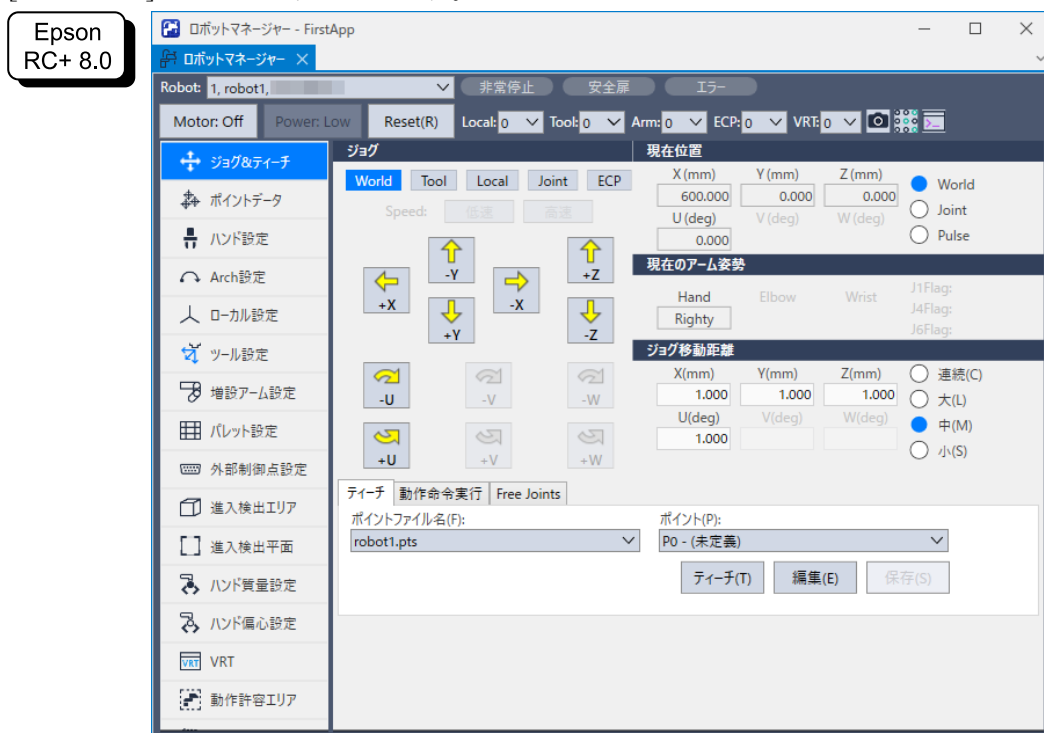 Epson
RC+ 8.0
ロボットマネージャー - FirstApp
ロボットマネージャー
Robot: 1, robot1, 非常停止 安全扉 エラー
Motor: Off Power: Low Reset(R) Local: 0 Tool: 0 Arm: 0 ECP: 0 VRT: 0
ジョグ&ティーチ
ポイントデータ
ハンド設定
Arch設定
ローカル設定
ツール設定
増設アーム設定
パレット設定
外部制御点設定
進入検出エリア
進入検出平面
ハンド質量設定
ハンド偏心設定
VRT VRT
動作許容エリア
ジョグ
World Tool Local Joint ECP
Speed: 低速 高速
-Y +Z
+X -X
+Y -Z
-U -V -W
+U +V +W
現在位置
X (mm) Y (mm) Z (mm)
600.000 0.000 0.000
U (deg) V (deg) W (deg)
0.000
World
Joint
Pulse
現在のアーム姿勢
Hand Elbow Wrist
Righty
J1Flag:
J4Flag:
J6Flag:
ジョグ移動距離
X(mm) Y(mm) Z(mm)
1.000 1.000 1.000
U(deg) V(deg) W(deg)
1.000
連続(C)
大(L)
中(M)
小(S)
ティーチ 動作命令実行 Free Joints
ポイントファイル名(F): ポイント(P):
robot1.pts P0 - (未定義)
ティーチ(T) 編集(E) 保存(S)